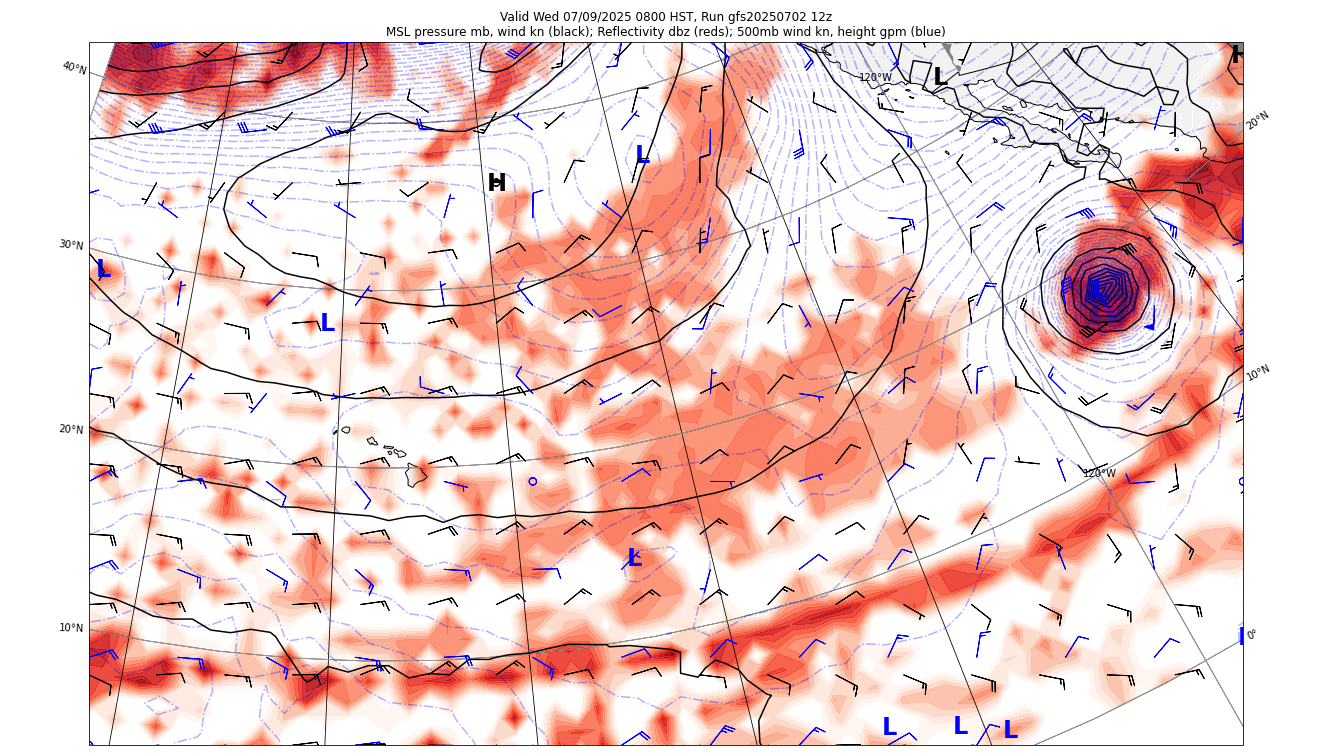 Valid Wed 07/09/2025 0800 HST, Run gfs20250702 12z
MSL pressure mb, wind kn (black); Reflectivity dbz (reds); 500mb wind kn, height gpm (blue)
H
40°N
120°W
L
20°N
L
H
30°N
L
L
L
10°N
20°N
120°W
L
10°N
0°
L
L
L